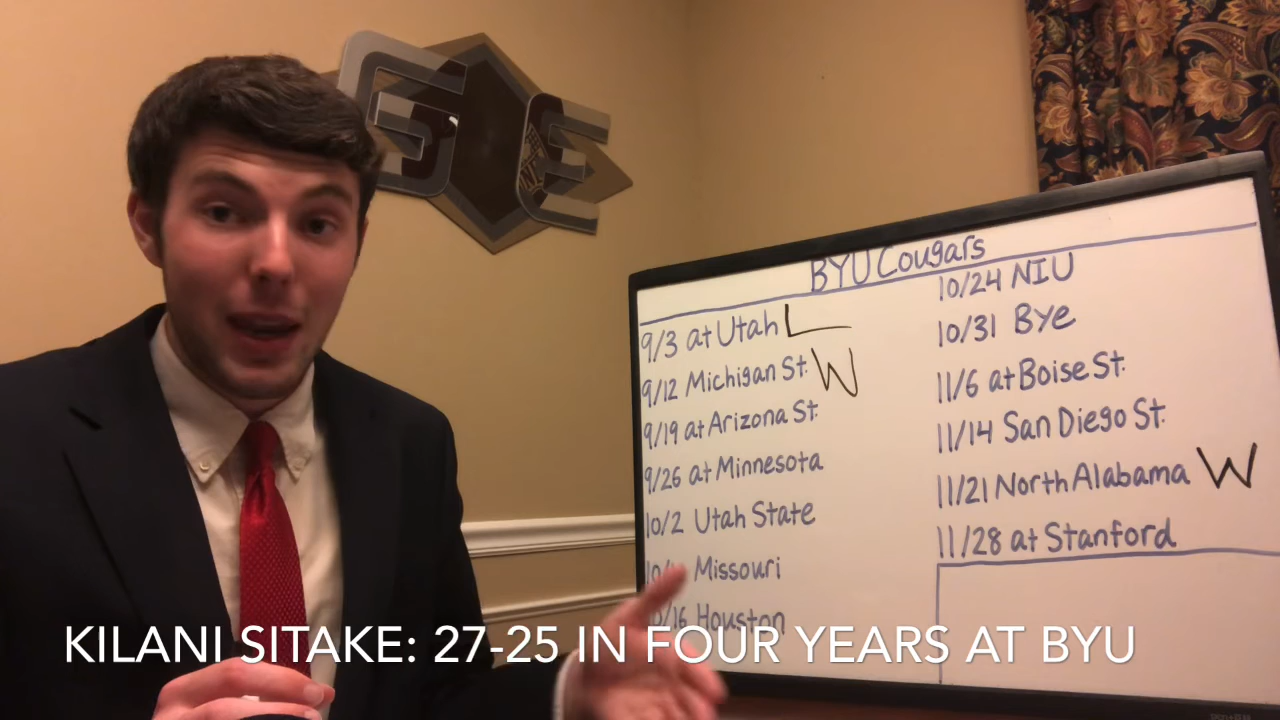 GE
BYU Cougars
9/3 at Utah L
9/12 Michigan St. W
9/19 at Arizona St.
9/26 at Minnesota
10/2 Utah State
Missouri
10/16 Houston
10/24 NIU
10/31 Bye
11/6 at Boise St.
11/14 San Diego St.
11/21 North Alabama W
11/28 at Stanford
KILANI SITAKE: 27-25 IN FOUR YEARS AT BYU